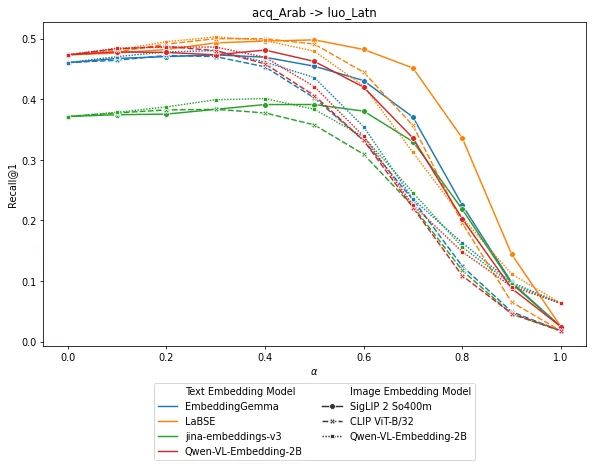 acq_Arab -> luo_Latn
0.5
0.4
0.3
0.2
0.1
0.0
Recall@1
0.0 0.2 0.4 0.6 0.8 1.0
α
Text Embedding Model Image Embedding Model
EmbeddingGemma SigLIP 2 So400m
LaBSE CLIP ViT-B/32
jina-embeddings-v3 Qwen-VL-Embedding-2B
Qwen-VL-Embedding-2B